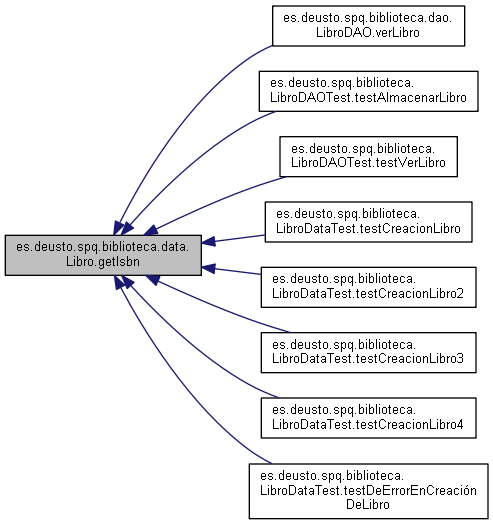 es.deusto.spq.biblioteca.dao.
LibroDAO.verLibro
es.deusto.spq.biblioteca.
LibroDAOTest.testAlmacenarLibro
es.deusto.spq.biblioteca.
LibroDAOTest.testVerLibro
es.deusto.spq.biblioteca.
LibroDataTest.testCreacionLibro
es.deusto.spq.biblioteca.data.
Libro.getIsbn
es.deusto.spq.biblioteca.
LibroDataTest.testCreacionLibro2
es.deusto.spq.biblioteca.
LibroDataTest.testCreacionLibro3
es.deusto.spq.biblioteca.
LibroDataTest.testCreacionLibro4
es.deusto.spq.biblioteca.
LibroDataTest.testDeErrorEnCreación
DeLibro